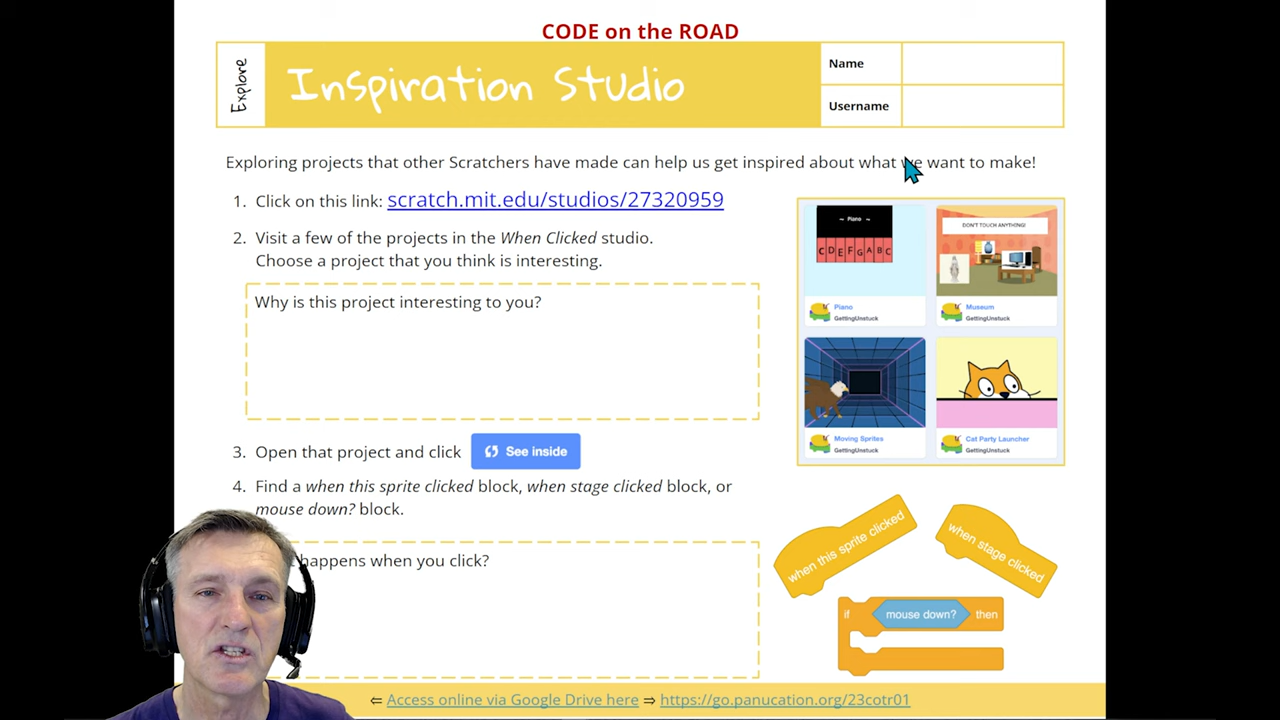 CODE on the ROAD
Explore
Inspiration Studio
Name
Username
Exploring projects that other Scratchers have made can help us get inspired about what we want to make!
1. Click on this link: scratch.mit.edu/studios/27320959
2. Visit a few of the projects in the When Clicked studio.
Choose a project that you think is interesting.
Why is this project interesting to you?
Piano
C D E F G A B C
Piano
GettingUnstuck
DON'T TOUCH ANYTHING!
Museum
GettingUnstuck
Moving Sprites
GettingUnstuck
Cat Party Launcher
GettingUnstuck
3. Open that project and click See inside
4. Find a when this sprite clicked block, when stage clicked block, or
mouse down? block.
happens when you click?
when this sprite clicked
when stage clicked
if mouse down? then
⇐ Access online via Google Drive here ⇒ https://go.panucation.org/23cotr01